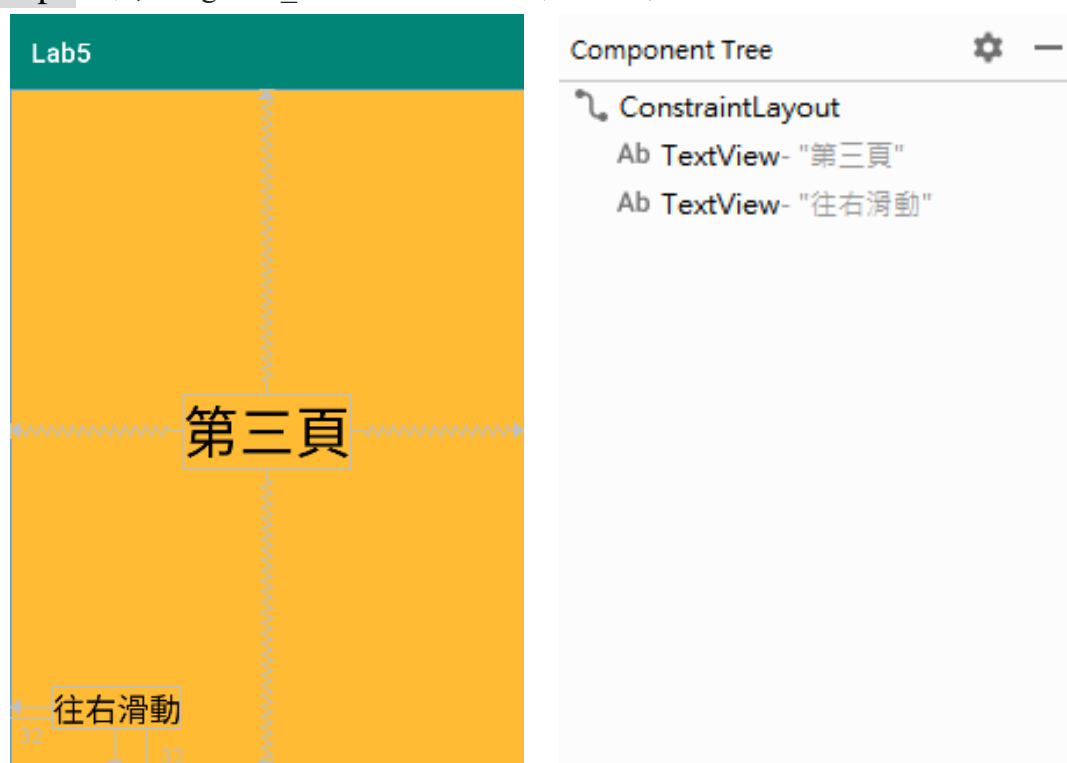 Lab5
第三頁
往右滑動
32
32
Component Tree
ConstraintLayout
Ab TextView- "第三頁"
Ab TextView- "往右滑動"